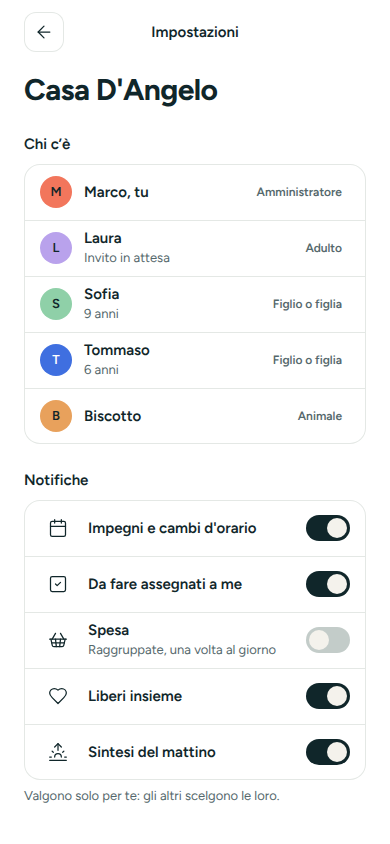 Impostazioni
Casa D'Angelo
Chi c'è
M Marco, tu Amministratore
L Laura Adulto
Invito in attesa
S Sofia Figlio o figlia
9 anni
T Tommaso Figlio o figlia
6 anni
B Biscotto Animale
Notifiche
Impegni e cambi d'orario
Da fare assegnati a me
Spesa
Raggruppate, una volta al giorno
Liberi insieme
Sintesi del mattino
Valgono solo per te: gli altri scelgono le loro.